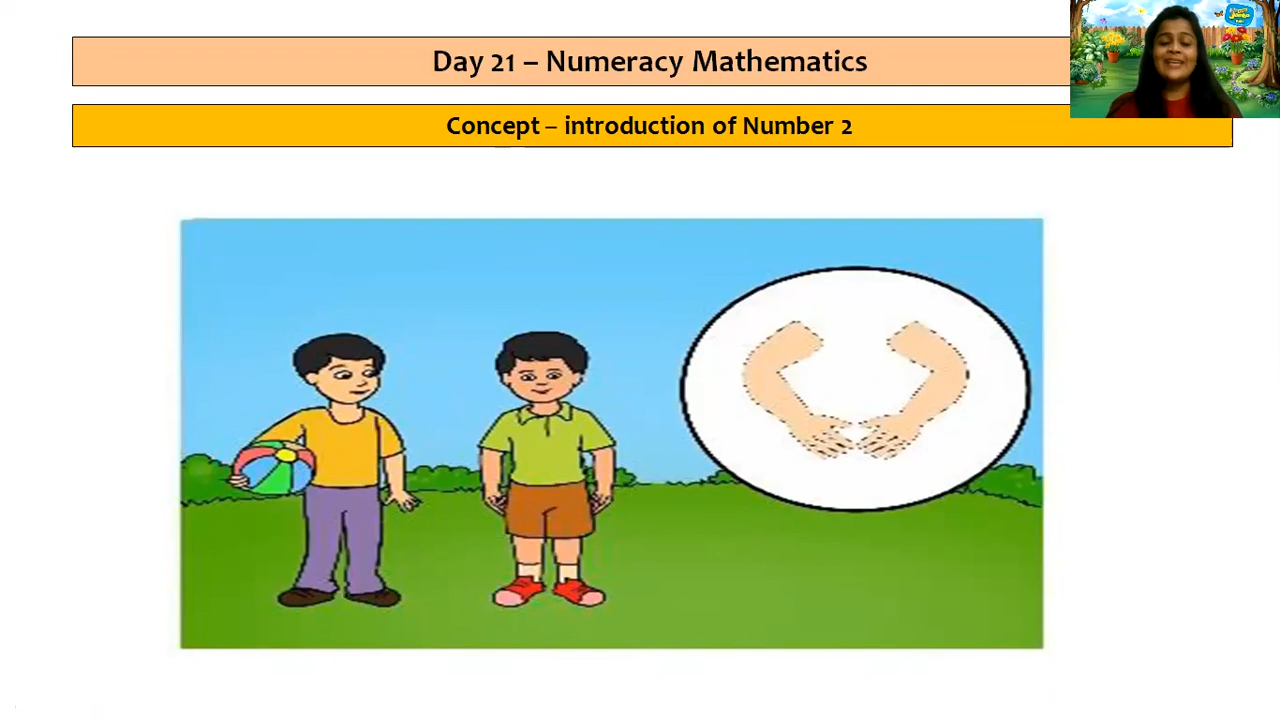 Day 21 – Numeracy Mathematics
Concept – introduction of Number 2